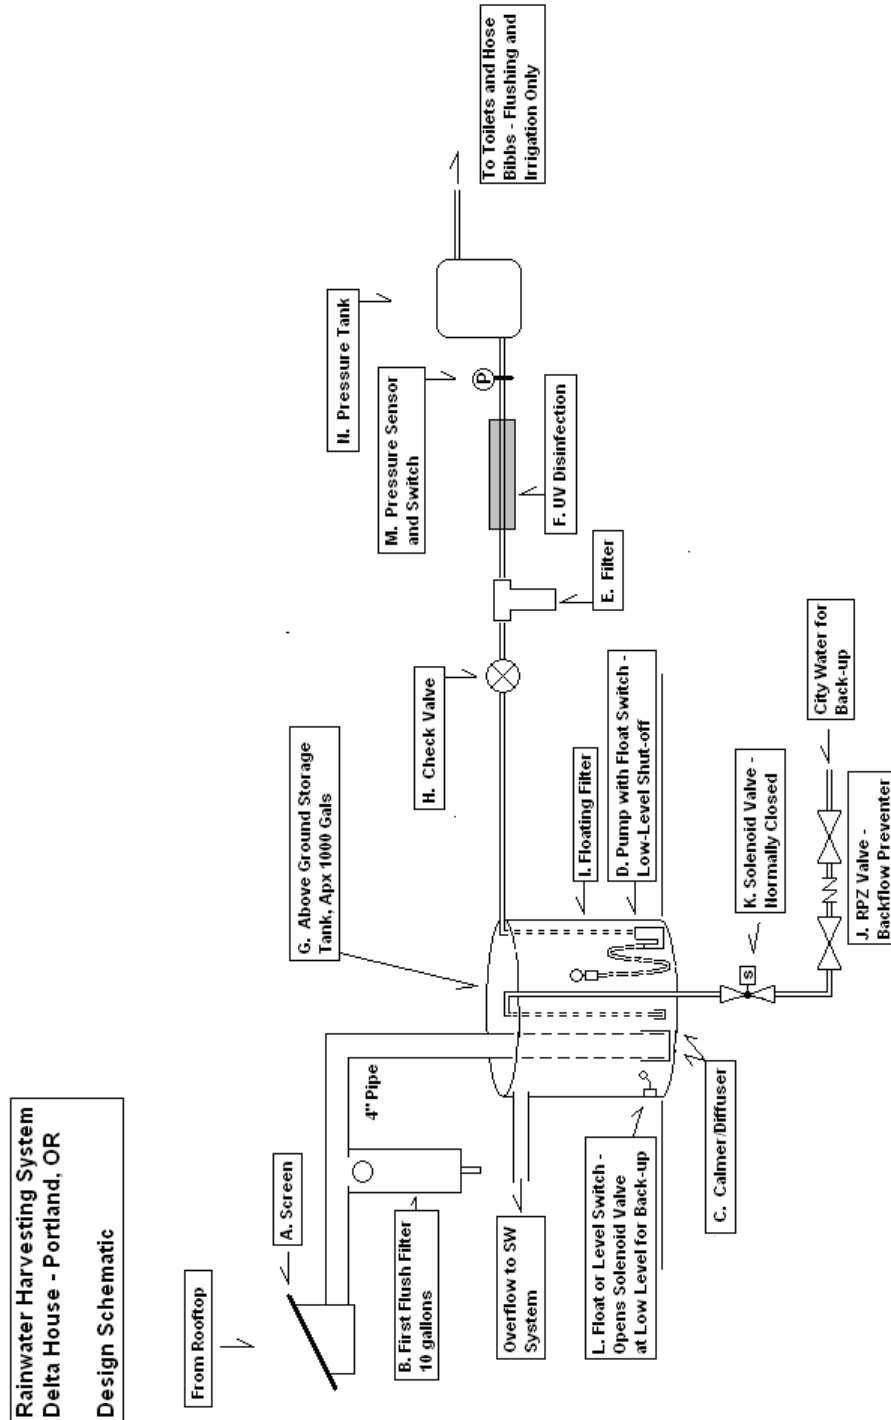 Rainwater Harvesting System
Delta House - Portland, OR
Design Schematic
From Rooftop
A. Screen
4" Pipe
B. First Flush Filter
10 gallons
Overflow to SW
System
L. Float or Level Switch -
Opens Solenoid Valve
at Low Level for Back-up
C. Calmer/Diffuser
G. Above Ground Storage
Tank, Apx 1000 Gals
I. Floating Filter
D. Pump with Float Switch -
Low-Level Shut-off
S
K. Solenoid Valve -
Normally Closed
J. RPZ Valve -
Backflow Preventer
City Water for
Back-up
H. Check Valve
E. Filter
F. UV Disinfection
M. Pressure Sensor
and Switch
P
N. Pressure Tank
To Toilets and Hose
Bibbs - Flushing and
Irrigation Only